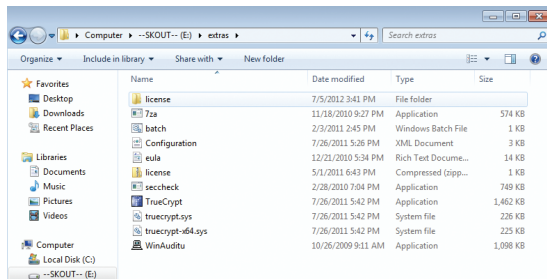 Computer ▸ --SKOUT-- (E:) ▸ extras ▸ Search extras
Organize Include in library Share with New folder
Favorites
Desktop
Downloads
Recent Places
Libraries
Documents
Music
Pictures
Videos
Computer
Local Disk (C:)
--SKOUT-- (E:)
Name Date modified Type Size
license 7/5/2012 3:41 PM File folder
7za 11/18/2010 9:27 PM Application 574 KB
batch 2/3/2011 2:45 PM Windows Batch File 1 KB
Configuration 7/26/2011 5:26 PM XML Document 3 KB
eula 12/21/2010 5:34 PM Rich Text Docume... 14 KB
license 5/1/2011 6:43 PM Compressed (zipp... 1 KB
seccheck 2/28/2010 7:04 PM Application 749 KB
TrueCrypt 7/26/2011 5:42 PM Application 1,462 KB
truecrypt.sys 7/26/2011 5:42 PM System file 226 KB
truecrypt-x64.sys 7/26/2011 5:42 PM System file 225 KB
WinAuditu 10/26/2009 9:11 AM Application 1,098 KB